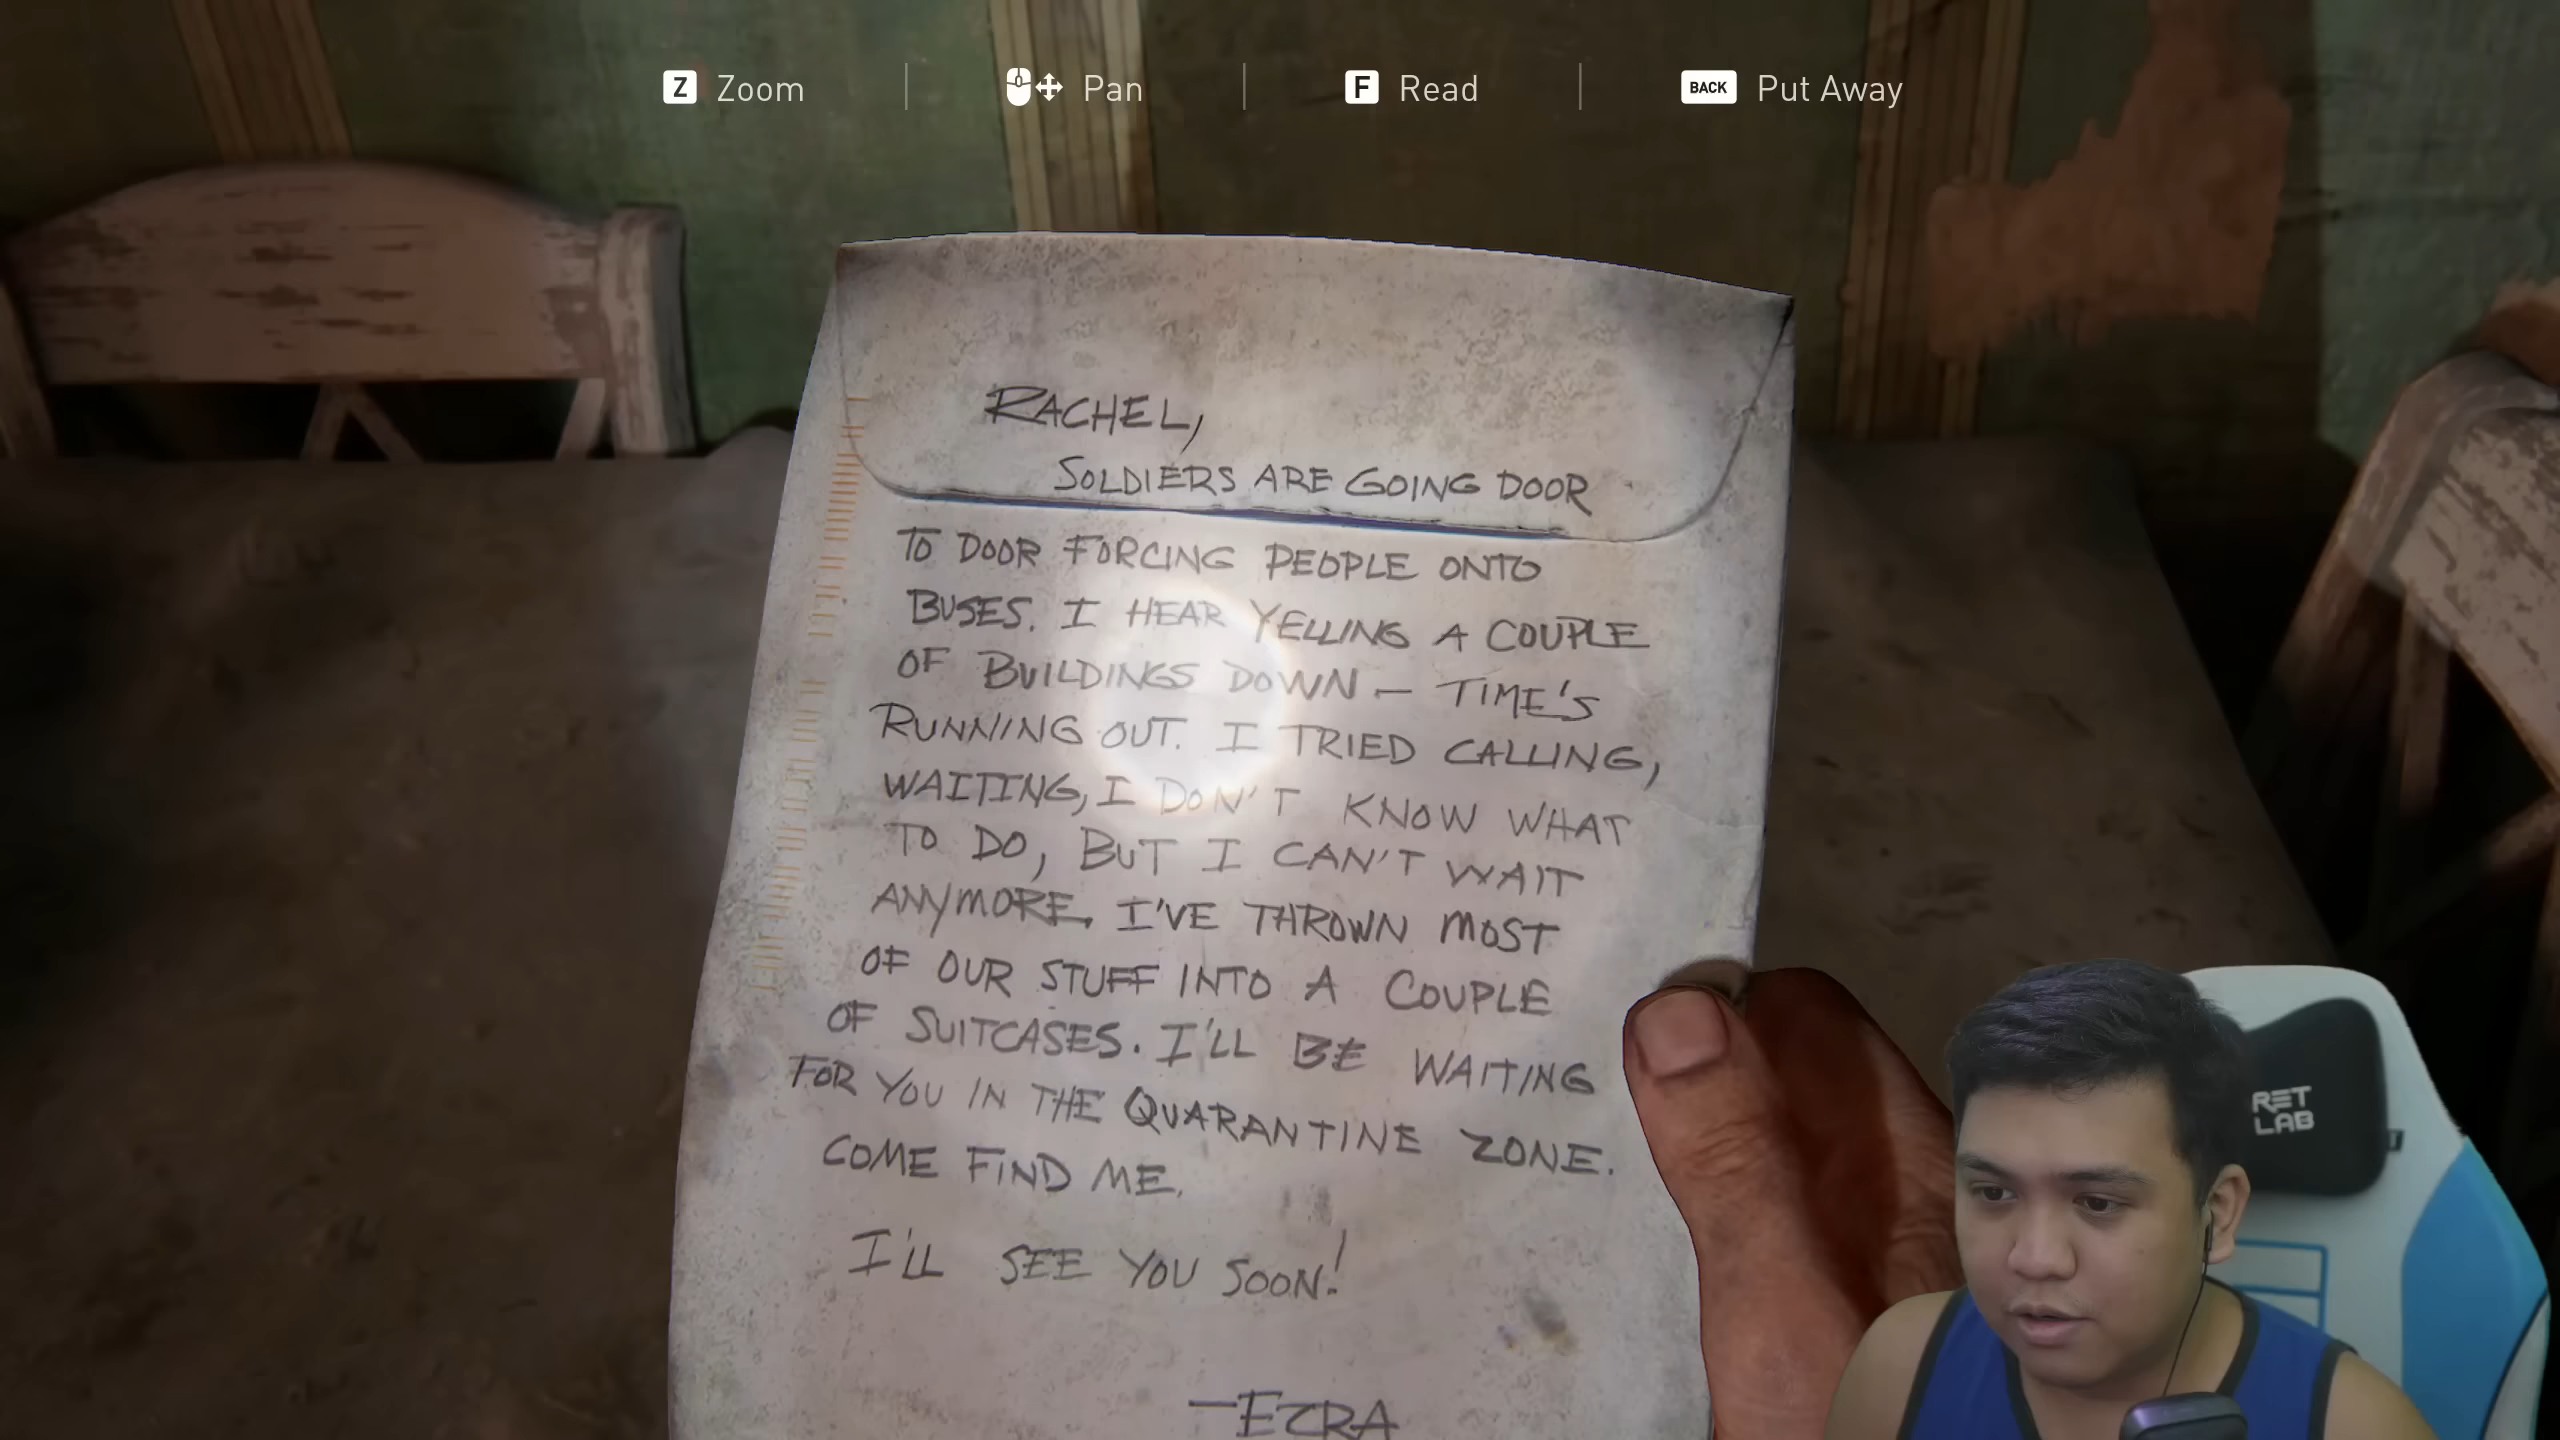 Z Zoom
Pan
F Read
BACK Put Away
RACHEL,
SOLDIERS ARE GOING DOOR
TO DOOR FORCING PEOPLE ONTO
BUSES. I HEAR YELLING A COUPLE
OF BUILDINGS DOWN — TIME'S
RUNNING OUT. I TRIED CALLING,
WAITING, I DON'T KNOW WHAT
TO DO, BUT I CAN'T WAIT
ANYMORE. I'VE THROWN MOST
OF OUR STUFF INTO A COUPLE
OF SUITCASES. I'LL BE WAITING
FOR YOU IN THE QUARANTINE ZONE.
COME FIND ME.
I'LL SEE YOU SOON!
—EZRA
RET
LAB